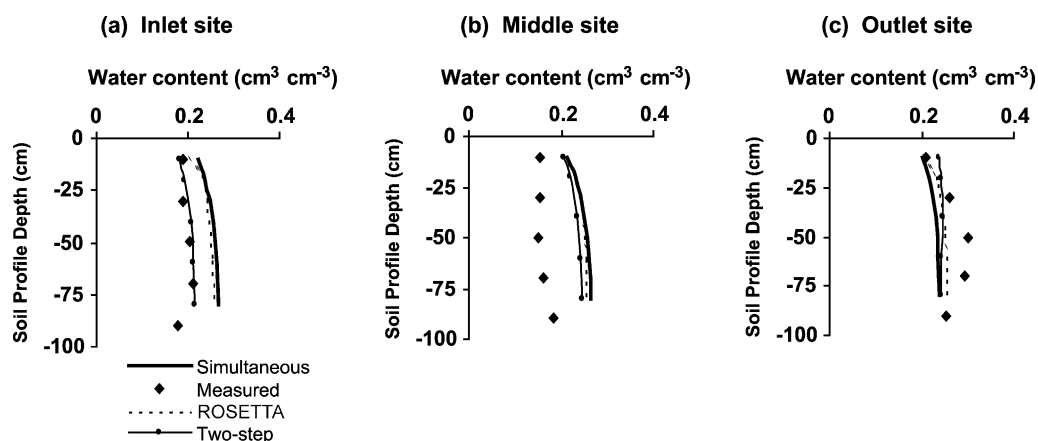 (a) Inlet site
Water content (cm³ cm⁻³)
0 0.2 0.4
Soil Profile Depth (cm)
0
-25
-50
-75
-100
Simultaneous
Measured
ROSETTA
Two-step
(b) Middle site
Water content (cm³ cm⁻³)
0 0.2 0.4
Soil Profile Depth (cm)
0
-25
-50
-75
-100
(c) Outlet site
Water content (cm³ cm⁻³)
0 0.2 0.4
Soil Profile Depth (cm)
0
-25
-50
-75
-100